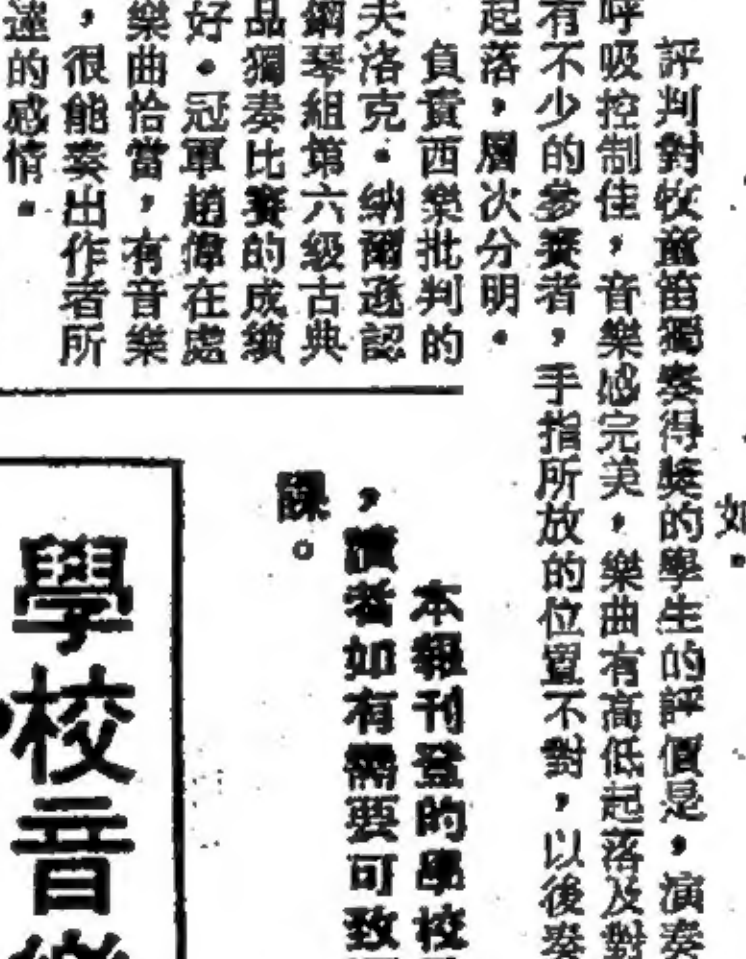 如。
評判對牧童笛獨奏得獎的學生的評價是，演奏
呼吸控制佳，音樂感完美，樂曲有高低起落及對
有不少的參賽者，手指所放的位置不對，以後奏
起落，層次分明。
負責西樂批判的
夫洛克．納爾遜認
鋼琴組第六級古典
品獨奏比賽的成績
好。冠軍趙偉在處
樂曲恰當，有音樂
，很能奏出作者所
達的感情。
本報刊登的學校
，讀者如有需要可致
課。
學校音樂